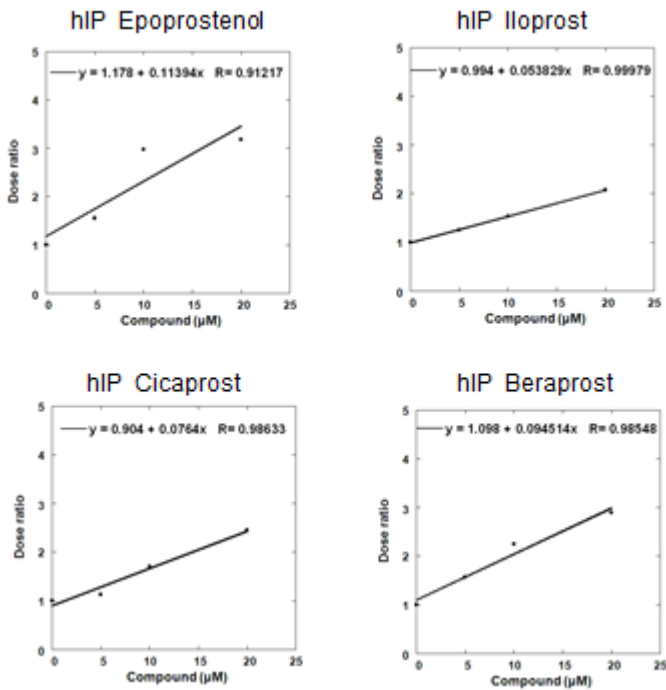 hIP Epoprostenol
y = 1.178 + 0.11394x R= 0.91217
Dose ratio
5
4
3
2
1
0
0 5 10 15 20 25
Compound (µM)
hIP Iloprost
y = 0.994 + 0.053829x R= 0.99979
Dose ratio
5
4
3
2
1
0
0 5 10 15 20 25
Compound (µM)
hIP Cicaprost
y = 0.904 + 0.0764x R= 0.98633
Dose ratio
5
4
3
2
1
0
0 5 10 15 20 25
Compound (µM)
hIP Beraprost
y = 1.098 + 0.094514x R= 0.98548
Dose ratio
5
4
3
2
1
0
0 5 10 15 20 25
Compound (µM)